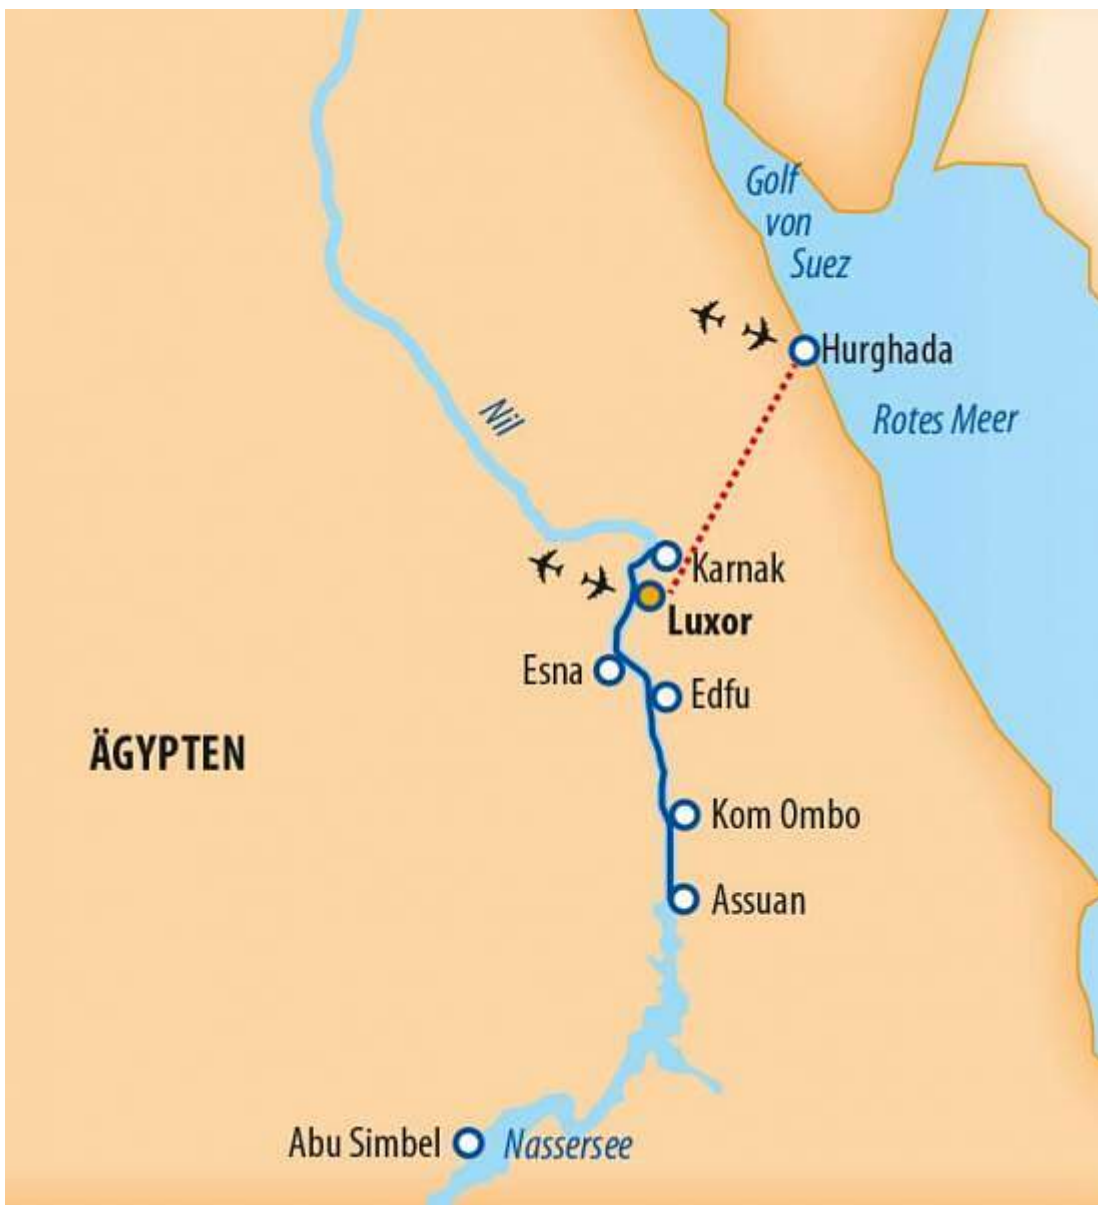 Golf
von
Suez
Hurghada
Rotes Meer
Nil
Karnak
Luxor
Esna
Edfu
ÄGYPTEN
Kom Ombo
Assuan
Abu Simbel
Nassersee